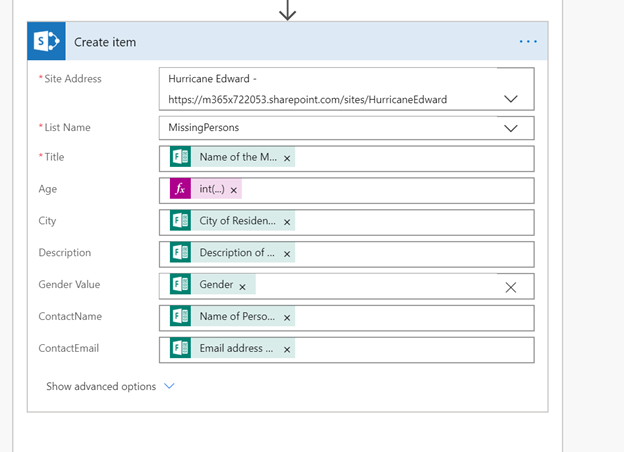 Create item
* Site Address
Hurricane Edward -
https://m365x722053.sharepoint.com/sites/HurricaneEdward
* List Name
MissingPersons
* Title
Name of the M... ×
Age
fx int(...) ×
City
City of Residen... ×
Description
Description of ... ×
Gender Value
Gender ×
ContactName
Name of Perso... ×
ContactEmail
Email address ... ×
Show advanced options